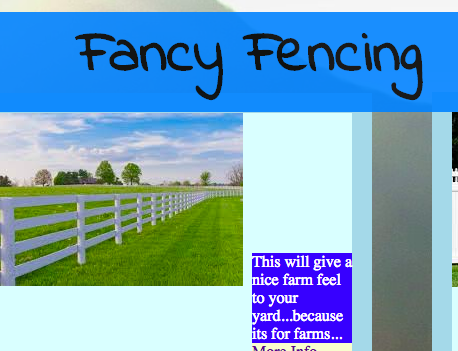 Fancy Fencing
This will give a
nice farm feel
to your
yard...because
its for farms...
More Info